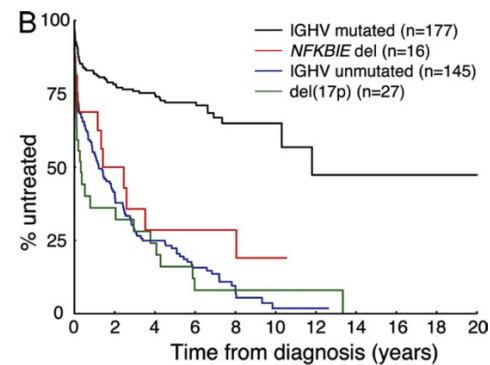 B
IGHV mutated (n=177)
NFKBIE del (n=16)
IGHV unmutated (n=145)
del(17p) (n=27)
% untreated
100
75
50
25
0
0 2 4 6 8 10 12 14 16 18 20
Time from diagnosis (years)